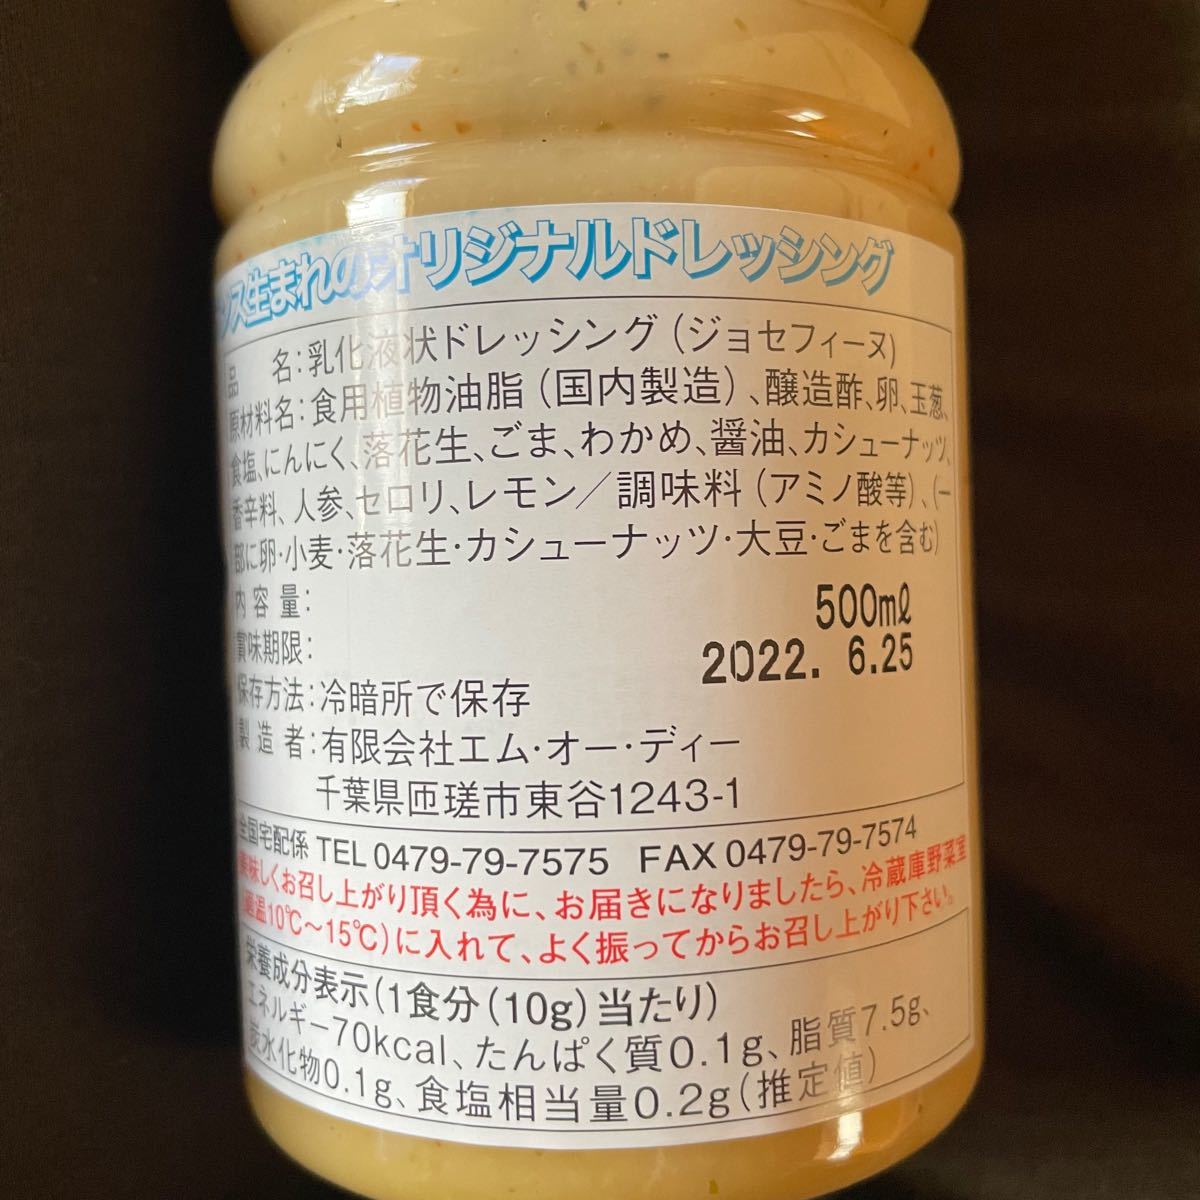 ンス生まれのオリジナルドレッシング
品名:乳化液状ドレッシング(ジョセフィーヌ)
原材料名:食用植物油脂(国内製造)、醸造酢、卵、玉葱、
食塩、にんにく、落花生、ごま、わかめ、醤油、カシューナッツ、
香辛料、人参、セロリ、レモン/調味料(アミノ酸等)、(一
部に卵・小麦・落花生・カシューナッツ・大豆・ごまを含む)
内容量: 500mℓ
賞味期限: 2022. 6.25
保存方法:冷暗所で保存
製造者:有限会社エム・オー・ディー
千葉県匝瑳市東谷1243-1
全国宅配係 TEL 0479-79-7575 FAX 0479-79-7574
美味しくお召し上がり頂く為に、お届きになりましたら、冷蔵庫野菜室
温10℃~15℃)に入れて、よく振ってからお召し上がり下さい。
栄養成分表示(1食分(10g)当たり)
エネルギー70kcal、たんぱく質0.1g、脂質7.5g、
炭水化物0.1g、食塩相当量0.2g(推定値)